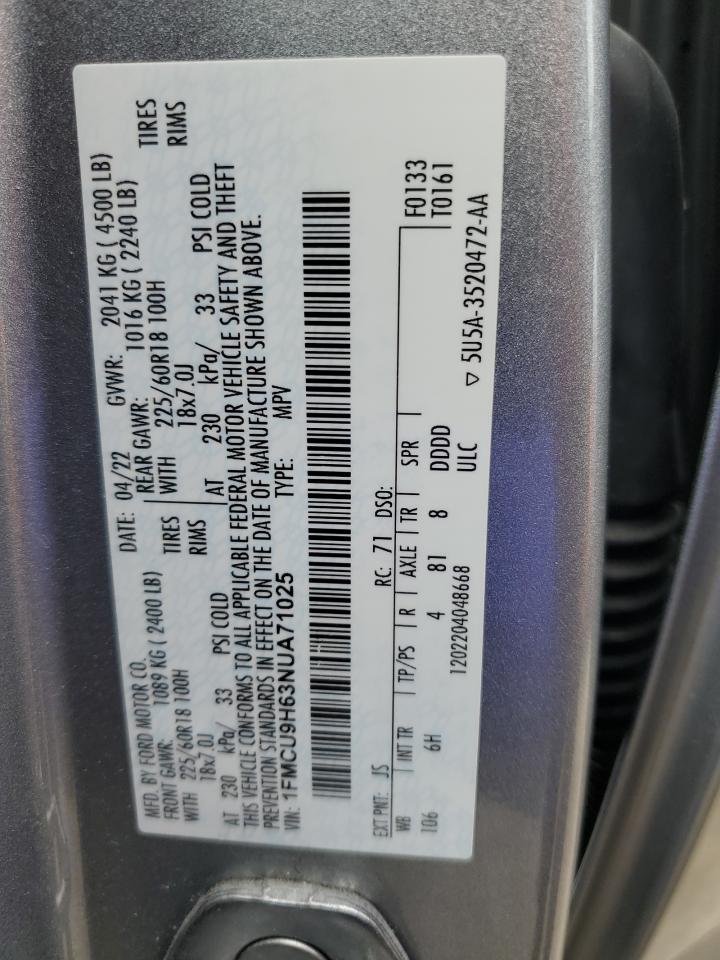 MFD. BY FORD MOTOR CO. DATE: 04/22 GVWR: 2041 KG ( 4500 LB)
FRONT GAWR: 1089 KG ( 2400 LB) REAR GAWR: 1016 KG ( 2240 LB)
WITH 225/60R18 100H TIRES WITH 225/60R18 100H TIRES
18x7.0J RIMS 18x7.0J RIMS
AT 230 kPa/ 33 PSI COLD AT 230 kPa/ 33 PSI COLD
THIS VEHICLE CONFORMS TO ALL APPLICABLE FEDERAL MOTOR VEHICLE SAFETY AND THEFT
PREVENTION STANDARDS IN EFFECT ON THE DATE OF MANUFACTURE SHOWN ABOVE.
VIN: 1FMCU9H63NUA71025 TYPE: MPV
EXT PNT: JS RC: 71 DSO: F0133
WB INT TR TP/PS R AXLE TR SPR T0161
106 6H 4 81 8 DDDD
1202204048668 ULC ▽ 5U5A-3520472-AA